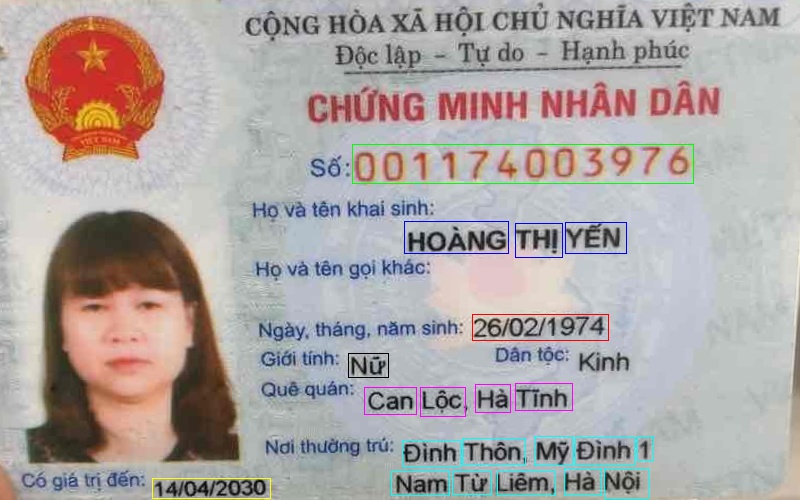 CỘNG HÒA XÃ HỘI CHỦ NGHĨA VIỆT NAM
Độc lập - Tự do - Hạnh phúc
CHỨNG MINH NHÂN DÂN
VIỆT NAM
Số: 001174003976
Họ và tên khai sinh:
HOÀNG THỊ YẾN
Họ và tên gọi khác:
Ngày, tháng, năm sinh: 26/02/1974
Giới tính: Nữ Dân tộc: Kinh
Quê quán: Can Lộc, Hà Tĩnh
Nơi thường trú: Đình Thôn, Mỹ Đình 1
Nam Từ Liêm, Hà Nội
Có giá trị đến: 14/04/2030